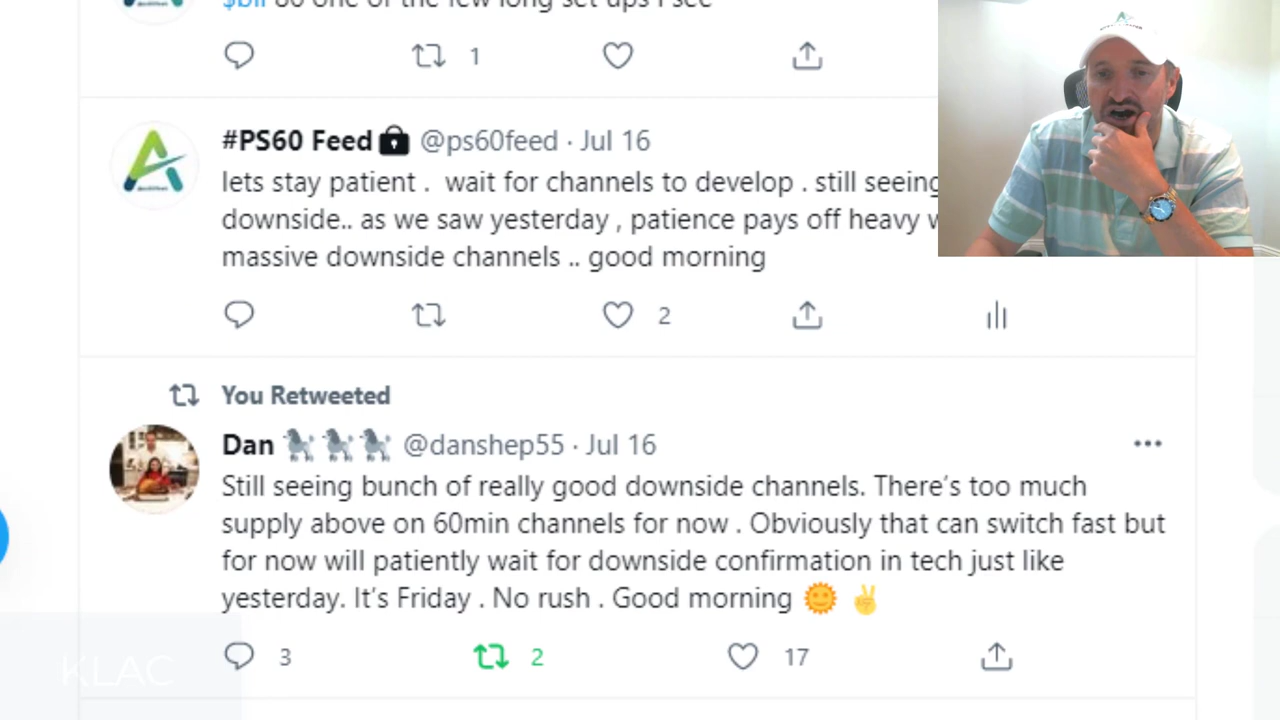 $bil 80 one of the few long set ups I see
1
#PS60 Feed @ps60feed · Jul 16
lets stay patient . wait for channels to develop . still seeing
downside.. as we saw yesterday , patience pays off heavy
massive downside channels .. good morning
2
You Retweeted
Dan @danshep55 · Jul 16
Still seeing bunch of really good downside channels. There's too much
supply above on 60min channels for now . Obviously that can switch fast but
for now will patiently wait for downside confirmation in tech just like
yesterday. It's Friday . No rush . Good morning
3 2 17
KLAC